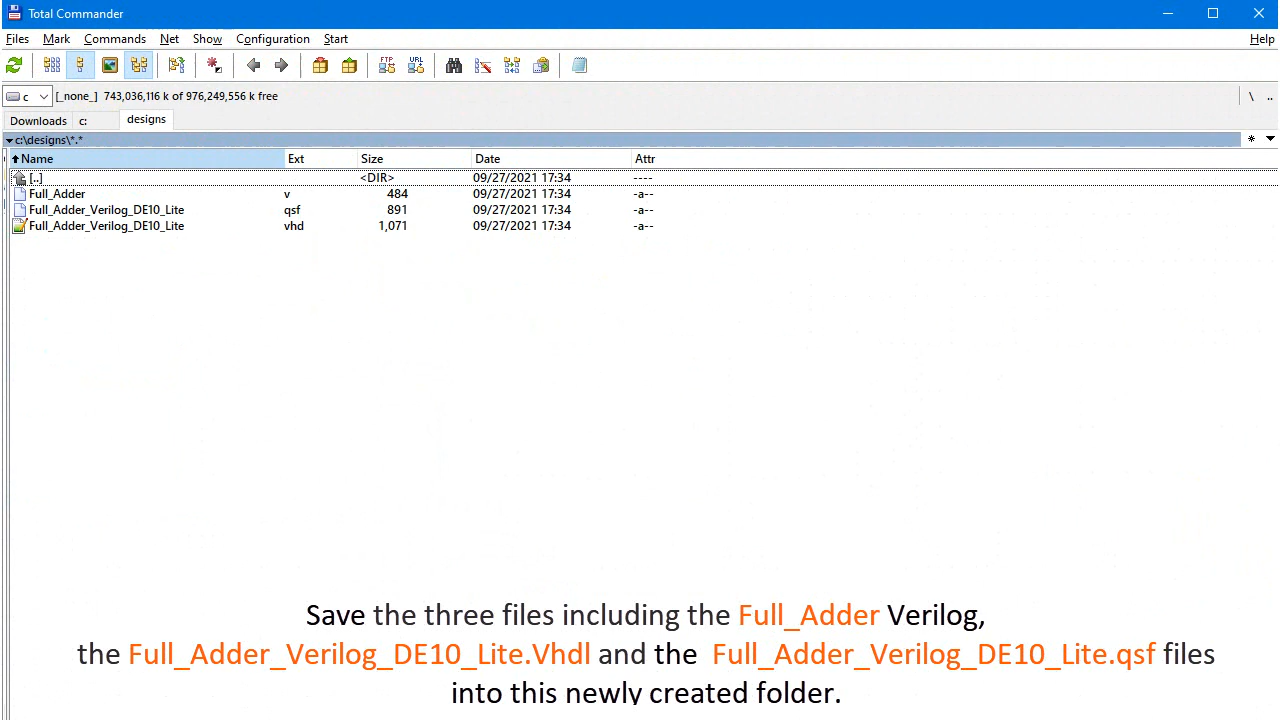 Total Commander
Files Mark Commands Net Show Configuration Start Help
FTP URL
c [_none_] 743,036,116 k of 976,249,556 k free \ ..
Downloads c: designs
c:\designs\*.* *
Name Ext Size Date Attr
[..] <DIR> 09/27/2021 17:34 ----
Full_Adder v 484 09/27/2021 17:34 -a--
Full_Adder_Verilog_DE10_Lite qsf 891 09/27/2021 17:34 -a--
Full_Adder_Verilog_DE10_Lite vhd 1,071 09/27/2021 17:34 -a--
Save the three files including the Full_Adder Verilog,
the Full_Adder_Verilog_DE10_Lite.Vhdl and the Full_Adder_Verilog_DE10_Lite.qsf files
into this newly created folder.